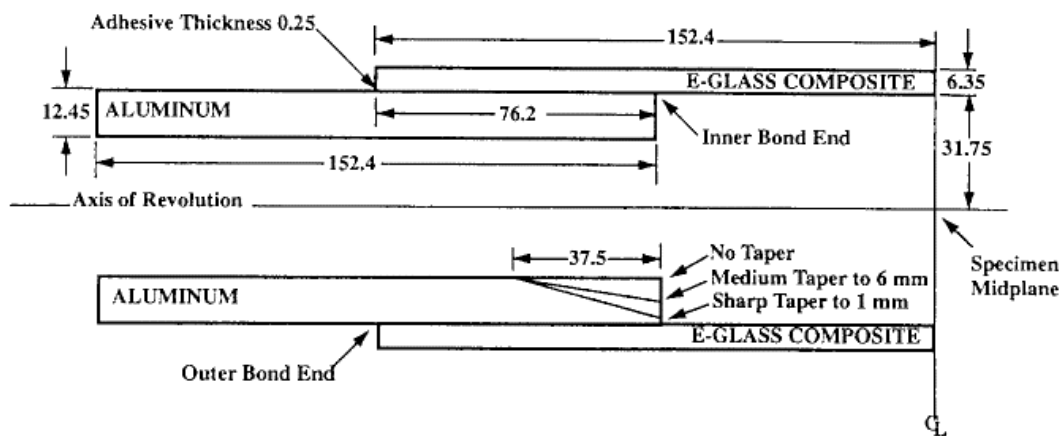 Adhesive Thickness 0.25
152.4
E-GLASS COMPOSITE
6.35
12.45
ALUMINUM
76.2
Inner Bond End
31.75
152.4
Axis of Revolution
37.5
No Taper
Medium Taper to 6 mm
Sharp Taper to 1 mm
Specimen
Midplane
ALUMINUM
E-GLASS COMPOSITE
Outer Bond End
CL